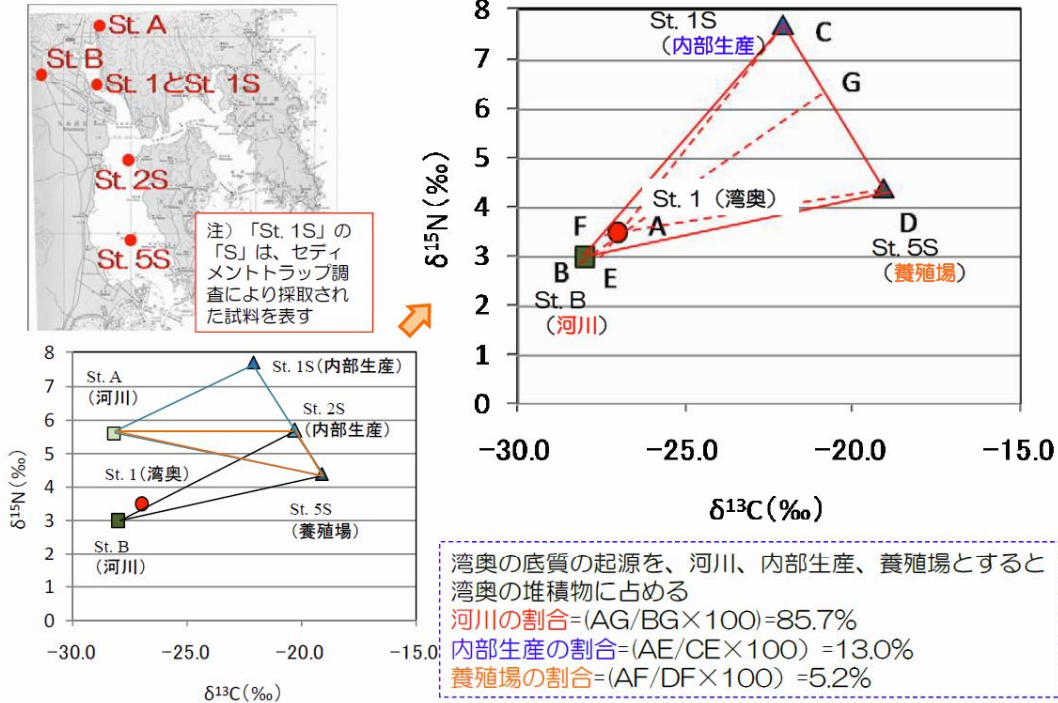 St. A
St. B
St. 1とSt. 1S
St. 2S
St. 5S
注）「St. 1S」の
「S」は、セディ
メントトラップ調
査により採取され
た試料を表す
8
7
6
5
4
3
2
1
0
δ¹⁵N（‰）
St. 1S
（内部生産）
C
G
St. 1（湾奥）
F
A
B
E
D
St. B
（河川）
St. 5S
（養殖場）
−30.0
−25.0
−20.0
−15.0
δ¹³C（‰）
8
7
6
5
4
3
2
1
0
δ¹⁵N（‰）
St. A
（河川）
St. 1S（内部生産）
St. 2S
（内部生産）
St. 1（湾奥）
St. 5S
（養殖場）
St. B
（河川）
−30.0
−25.0
−20.0
−15.0
δ¹³C（‰）
湾奥の底質の起源を、河川、内部生産、養殖場とすると
湾奥の堆積物に占める
河川の割合=(AG/BG×100)=85.7%
内部生産の割合=(AE/CE×100）=13.0%
養殖場の割合=(AF/DF×100）=5.2%